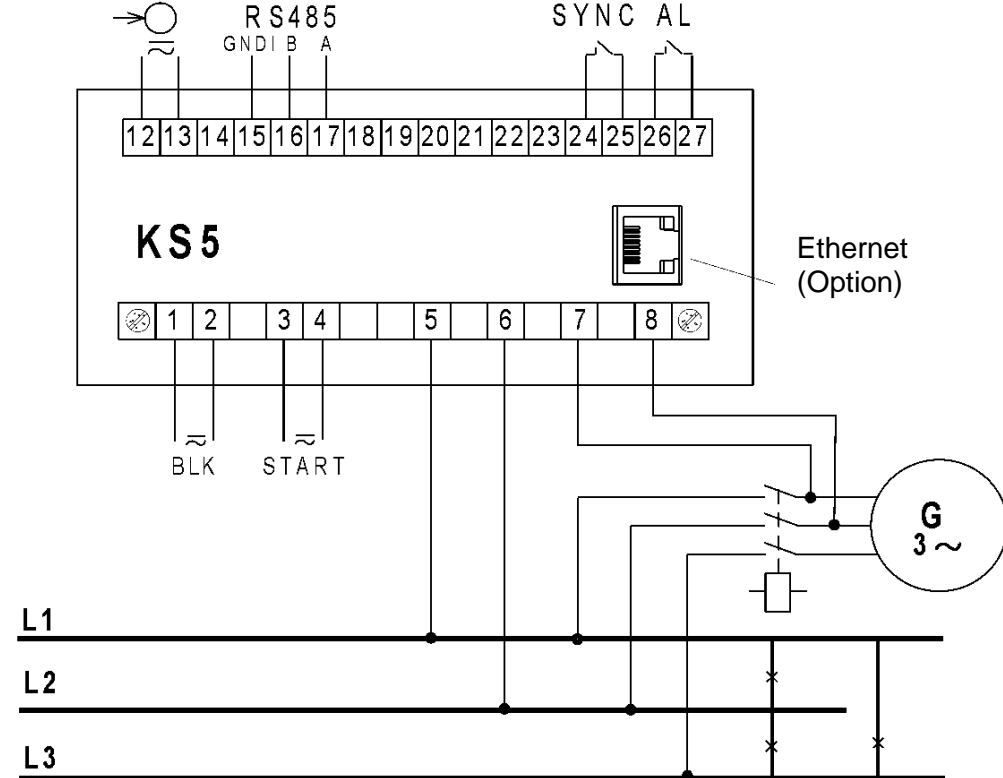 RS485
SYNC AL
GNDI B A
12 13 14 15 16 17 18 19 20 21 22 23 24 25 26 27
KS5
Ethernet
(Option)
1 2 3 4 5 6 7 8
BLK START
G
3 ~
L1
L2
L3